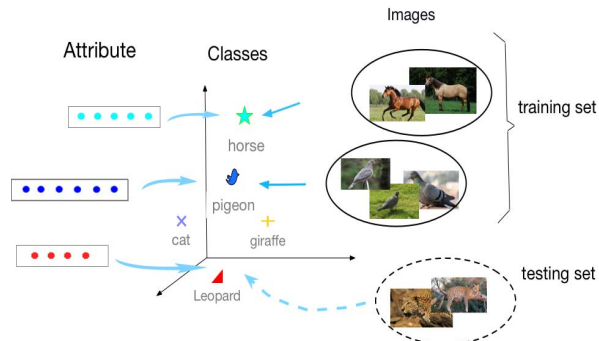 Images
Attribute
Classes
training set
horse
pigeon
cat
giraffe
testing set
Leopard